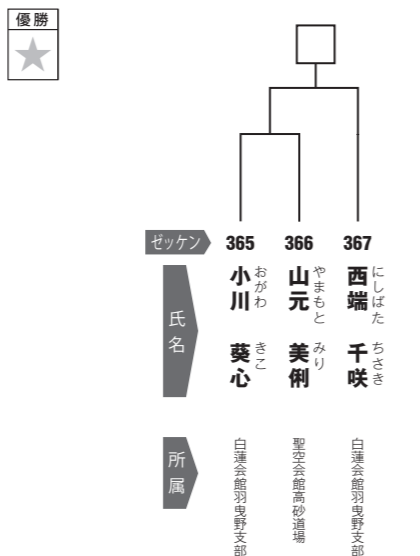 優勝
ゼッケン
365
366
367
氏名
小川 葵心
おがわ きこ
山元 美俐
やまもと みり
西端 千咲
にしばた ちさき
所属
白蓮会館羽曳野支部
聖空会館高砂道場
白蓮会館羽曳野支部